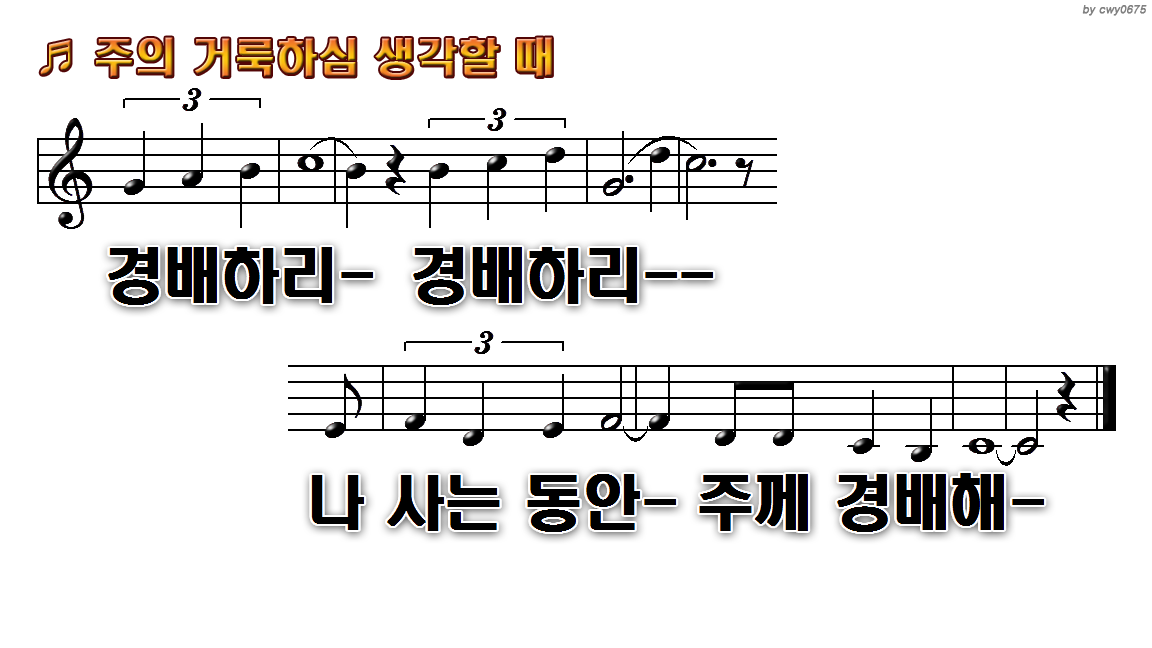 by cwy0675
♬ 주의 거룩하심 생각할 때
3 3
경배하리- 경배하리--
3
나 사는 동안- 주께 경배해-